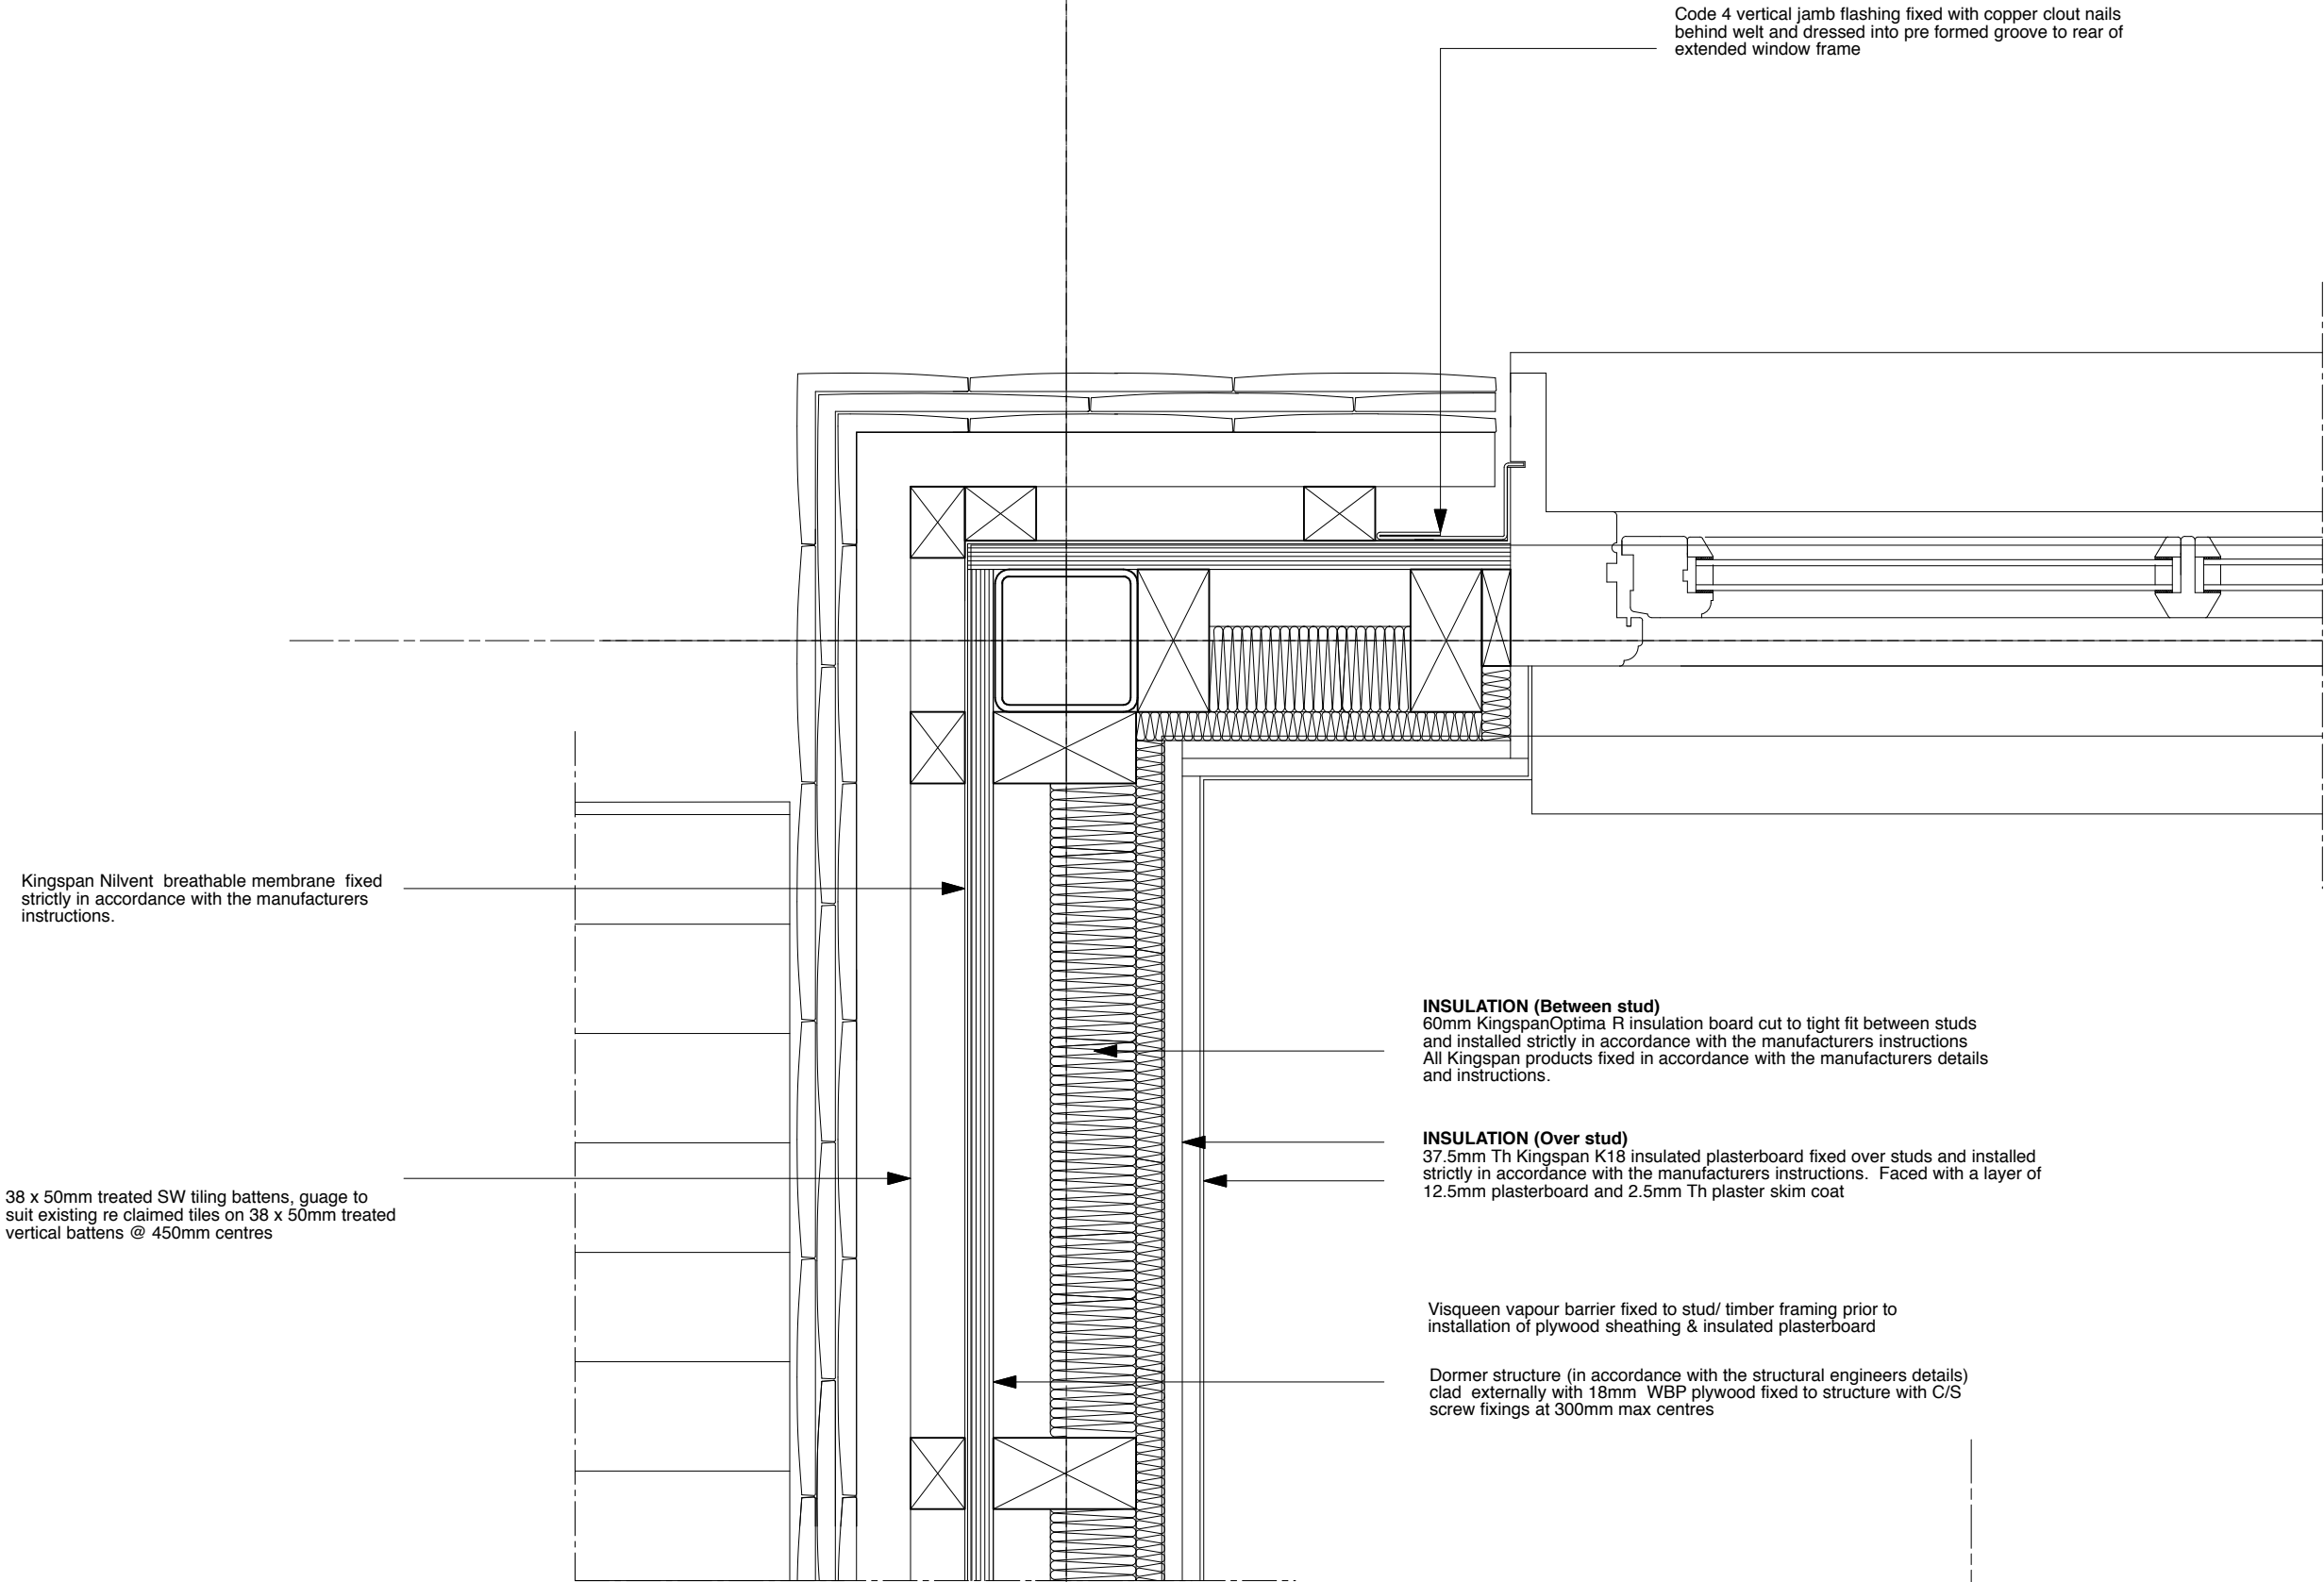 Code 4 vertical jamb flashing fixed with copper clout nails
behind welt and dressed into pre formed groove to rear of
extended window frame
Kingspan Nilvent breathable membrane fixed
strictly in accordance with the manufacturers
instructions.
INSULATION (Between stud)
60mm KingspanOptima R insulation board cut to tight fit between studs
and installed strictly in accordance with the manufacturers instructions
All Kingspan products fixed in accordance with the manufacturers details
and instructions.
INSULATION (Over stud)
37.5mm Th Kingspan K18 insulated plasterboard fixed over studs and installed
strictly in accordance with the manufacturers instructions. Faced with a layer of
12.5mm plasterboard and 2.5mm Th plaster skim coat
38 x 50mm treated SW tiling battens, guage to
suit existing re claimed tiles on 38 x 50mm treated
vertical battens @ 450mm centres
Visqueen vapour barrier fixed to stud/ timber framing prior to
installation of plywood sheathing & insulated plasterboard
Dormer structure (in accordance with the structural engineers details)
clad externally with 18mm WBP plywood fixed to structure with C/S
screw fixings at 300mm max centres